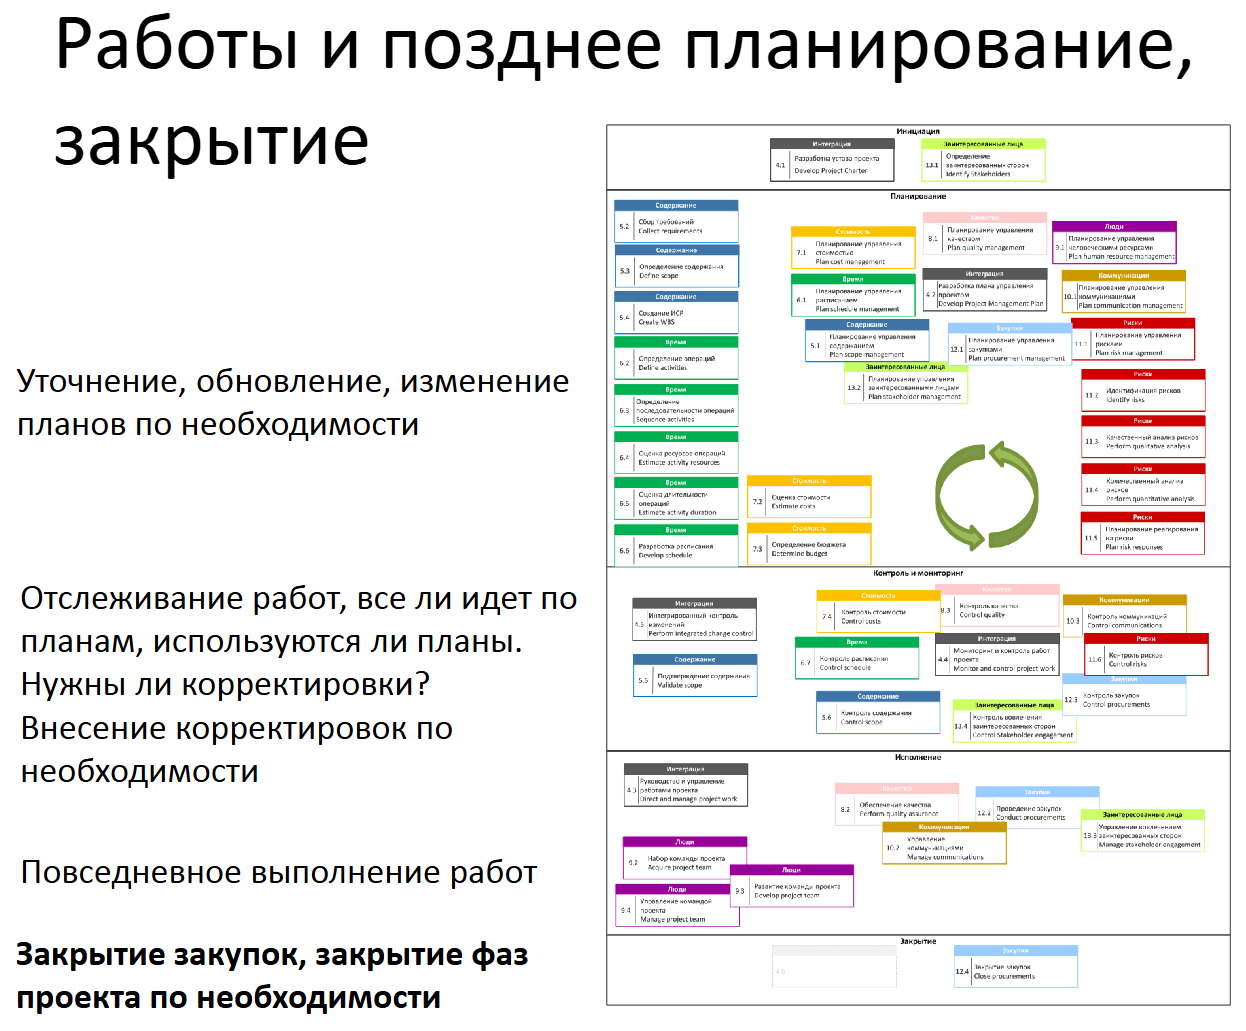 Работы и позднее планирование,
закрытие
Уточнение, обновление, изменение
планов по необходимости
Отслеживание работ, все ли идет по
планам, используются ли планы.
Нужны ли корректировки?
Внесение корректировок по
необходимости
Повседневное выполнение работ
Закрытие закупок, закрытие фаз
проекта по необходимости
Инициация
Интеграция
4.1
Разработка устава проекта
Develop Project Charter
Заинтересованные лица
13.1
Определение
заинтересованных сторон
Identify Stakeholders
Планирование
Содержание
5.2
Сбор требований
Collect requirements
Содержание
5.3
Определение содержания
Define scope
Содержание
5.4
Создание ИСР
Create WBS
Время
6.2
Определение операций
Define activities
Время
6.3
Определение
последовательности операций
Sequence activities
Время
6.4
Оценка ресурсов операций
Estimate activity resources
Время
6.5
Оценка длительности
операций
Estimate activity duration
Время
6.6
Разработка расписания
Develop schedule
Стоимость
7.1
Планирование управления
стоимостью
Plan cost management
Время
6.1
Планирование управления
расписанием
Plan schedule management
Содержание
5.1
Планирование управления
содержанием
Plan scope management
Заинтересованные лица
13.2
Планирование управления
заинтересованными лицами
Plan stakeholder management
Качество
8.1
Планирование управления
качеством
Plan quality management
Интеграция
4.2
Разработка плана управления
проектом
Develop Project Management Plan
Закупки
12.1
Планирование управления
закупками
Plan procurement management
Люди
9.1
Планирование управления
человеческими ресурсами
Plan human resource management
Коммуникации
10.1
Планирование управления
коммуникациями
Plan communication management
Риски
11.1
Планирование управления
рисками
Plan risk management
Риски
11.2
Идентификация рисков
Identify risks
Риски
11.3
Качественный анализ рисков
Perform qualitative analysis
Риски
11.4
Количественный анализ
рисков
Perform quantitative analysis
Риски
11.5
Планирование реагирования
на риски
Plan risk responses
Стоимость
7.2
Оценка стоимости
Estimate costs
Стоимость
7.3
Определение бюджета
Determine budget
Контроль и мониторинг
Интеграция
4.5
Интегрированный контроль
изменений
Perform integrated change control
Содержание
5.5
Подтверждение содержания
Validate scope
Стоимость
7.4
Контроль стоимости
Control costs
Время
6.7
Контроль расписания
Control schedule
Содержание
5.6
Контроль содержания
Control scope
Качество
8.3
Контроль качества
Control quality
Интеграция
4.4
Мониторинг и контроль работ
проекта
Monitor and control project work
Заинтересованные лица
13.4
Контроль вовлечения
заинтересованных сторон
Control Stakeholder engagement
Коммуникации
10.3
Контроль коммуникаций
Control communications
Риски
11.6
Контроль рисков
Control risks
Закупки
12.3
Контроль закупок
Control procurements
Исполнение
Интеграция
4.3
Руководство и управление
работами проекта
Direct and manage project work
Люди
9.2
Набор команды проекта
Acquire project team
Люди
9.3
Развитие команды проекта
Develop project team
Люди
9.4
Управление командой
проекта
Manage project team
Качество
8.2
Обеспечение качества
Perform quality assurance
Коммуникации
10.2
Управление
коммуникациями
Manage communications
Закупки
12.2
Проведение закупок
Conduct procurements
Заинтересованные лица
13.3
Управление вовлечением
заинтересованных сторон
Manage stakeholder engagement
Закрытие
4.6
Закупки
12.4
Закрытие закупок
Close procurements